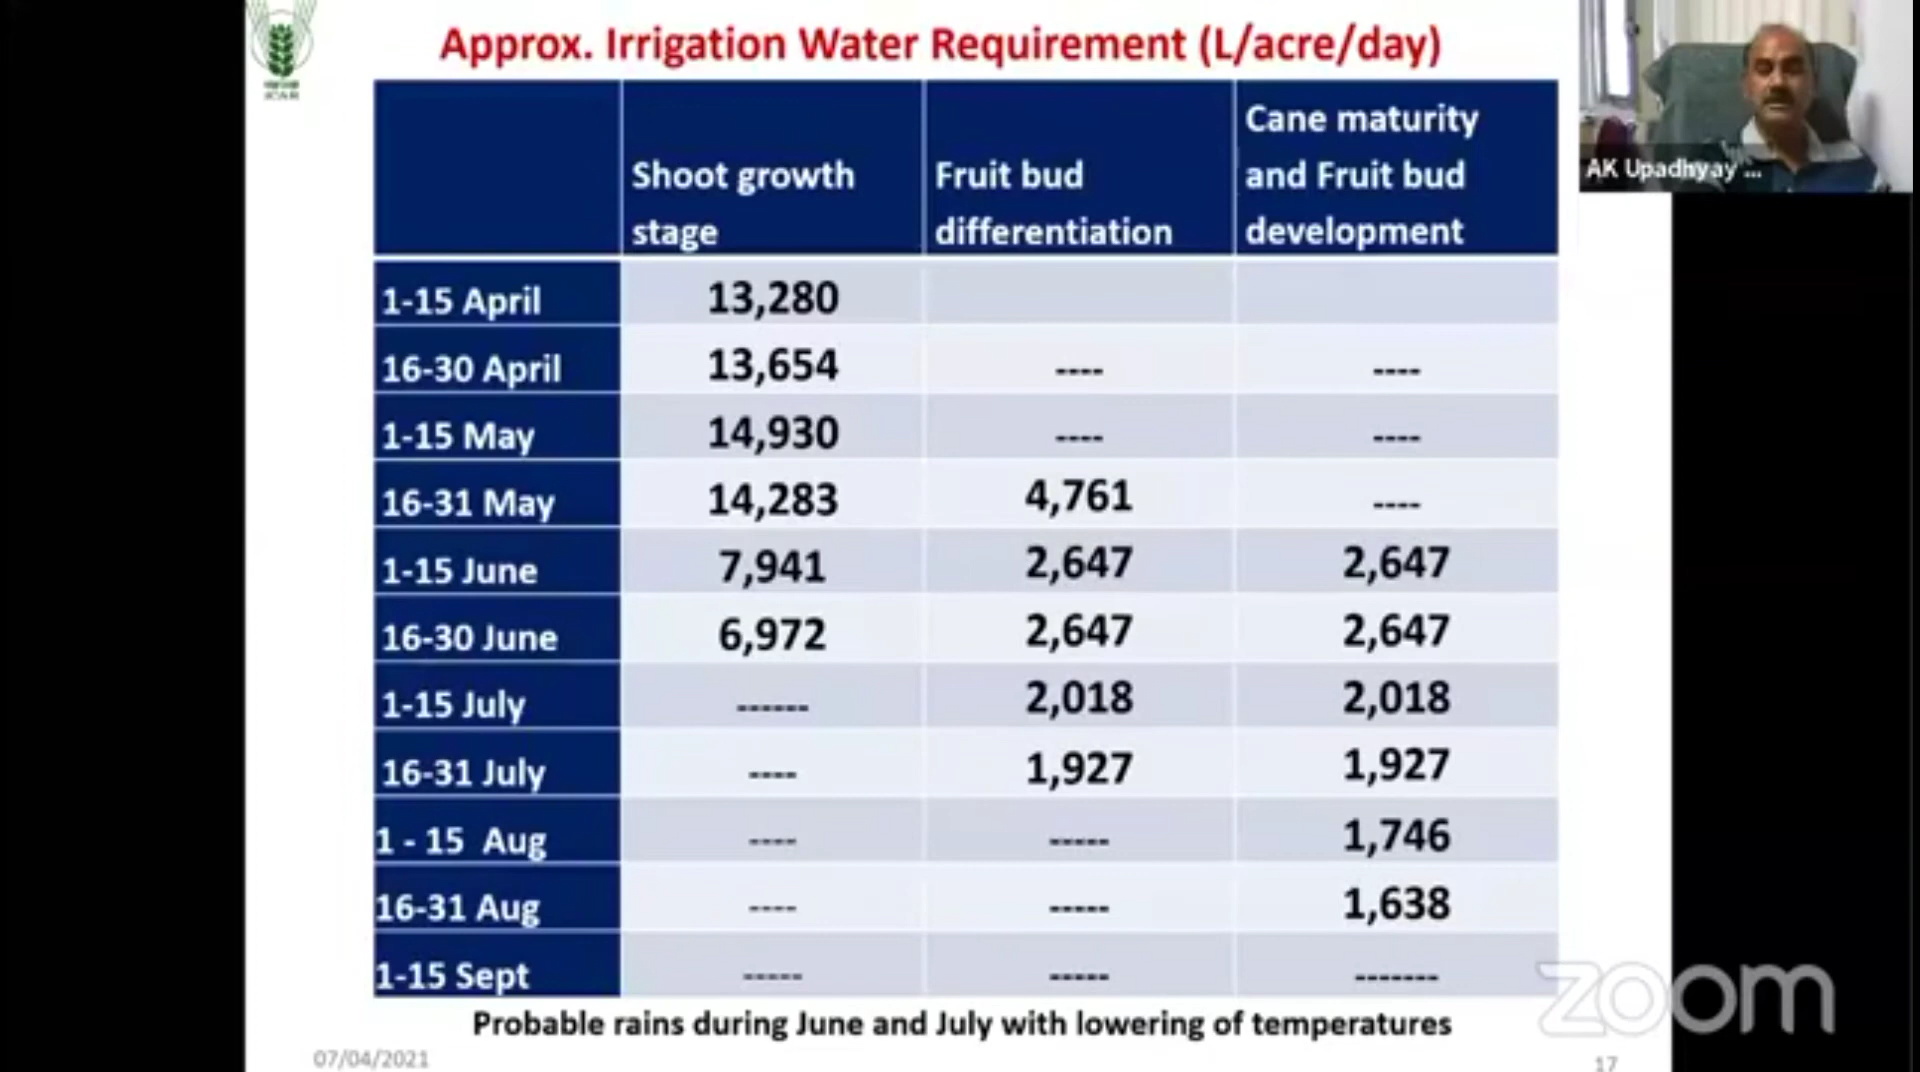 Approx. Irrigation Water Requirement (L/acre/day)
ICAR
AK Upadhyay ...
Shoot growth stage | Fruit bud differentiation | Cane maturity and Fruit bud development
1-15 April 13,280
16-30 April 13,654 ---- ----
1-15 May 14,930 ---- ----
16-31 May 14,283 4,761 ----
1-15 June 7,941 2,647 2,647
16-30 June 6,972 2,647 2,647
1-15 July ------ 2,018 2,018
16-31 July ---- 1,927 1,927
1 - 15 Aug ---- ----- 1,746
16-31 Aug ---- ----- 1,638
1-15 Sept ----- ----- -------
Probable rains during June and July with lowering of temperatures
07/04/2021
17
zoom